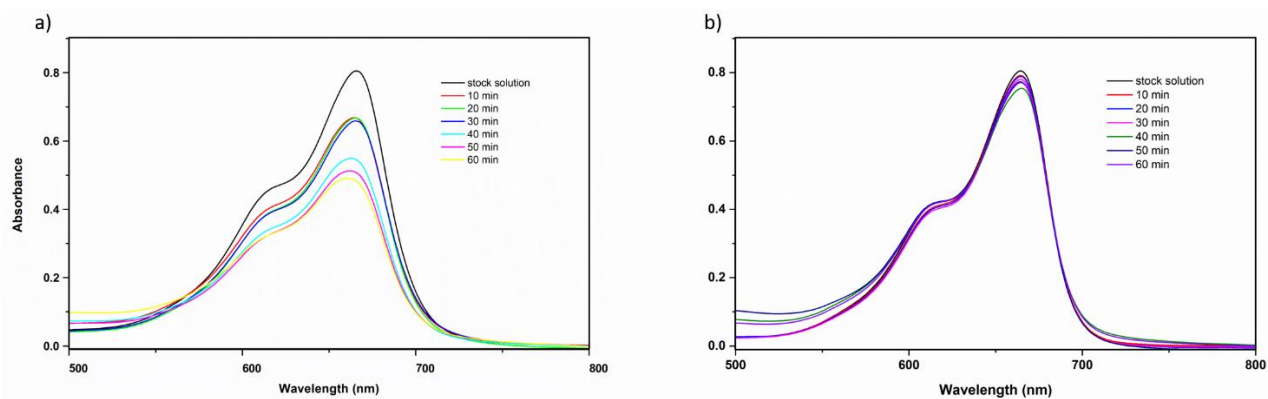 a)
0.8
0.6
0.4
0.2
0.0
Absorbance
stock solution
10 min
20 min
30 min
40 min
50 min
60 min
500
600
700
800
Wavelength (nm)
b)
0.8
0.6
0.4
0.2
0.0
stock solution
10 min
20 min
30 min
40 min
50 min
60 min
500
600
700
800
Wavelength (nm)